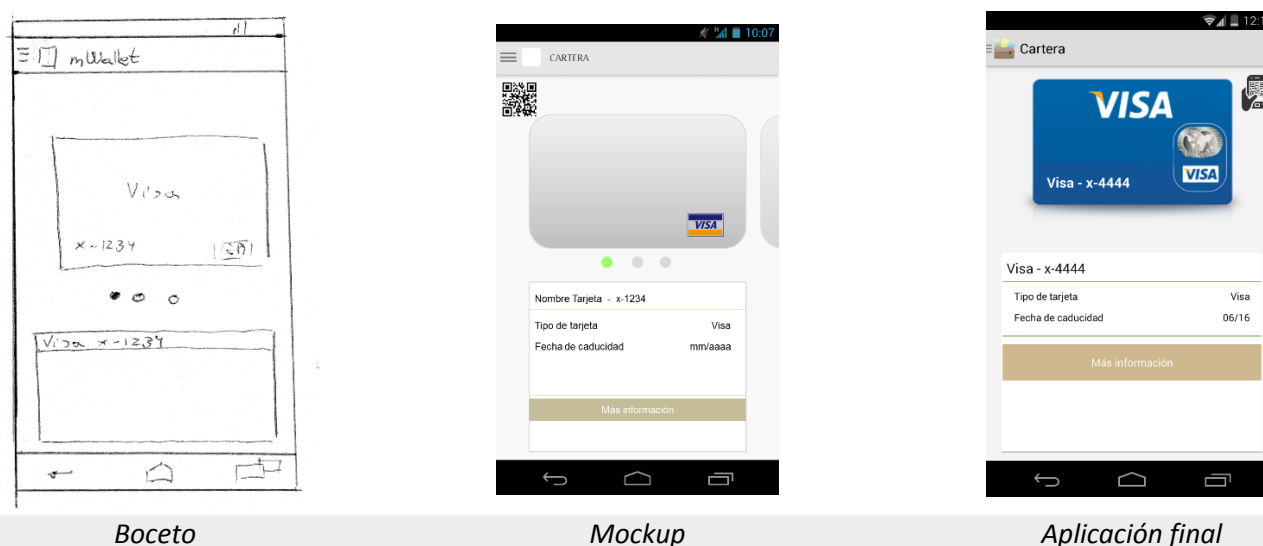 mWallet
Visa
x-1234
Visa x-1234
Boceto
10:07
CARTERA
VISA
Nombre Tarjeta - x-1234
Tipo de tarjeta Visa
Fecha de caducidad mm/aaaa
Más información
Mockup
12:1
Cartera
VISA
Visa - x-4444
VISA
Visa - x-4444
Tipo de tarjeta Visa
Fecha de caducidad 06/16
Más información
Aplicación final